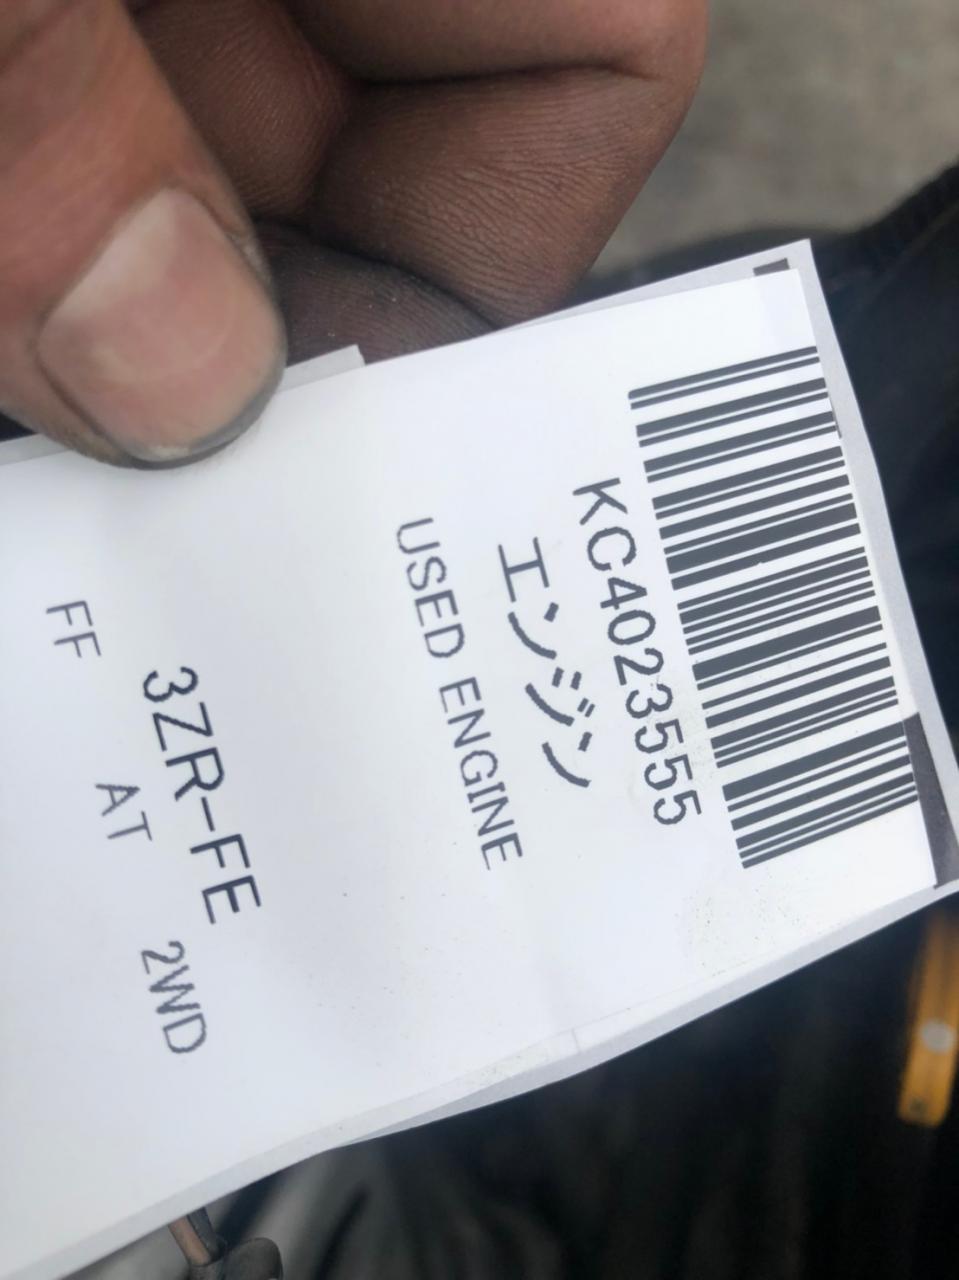 KC4023555
エンジン
USED ENGINE
3ZR-FE
FF AT 2WD